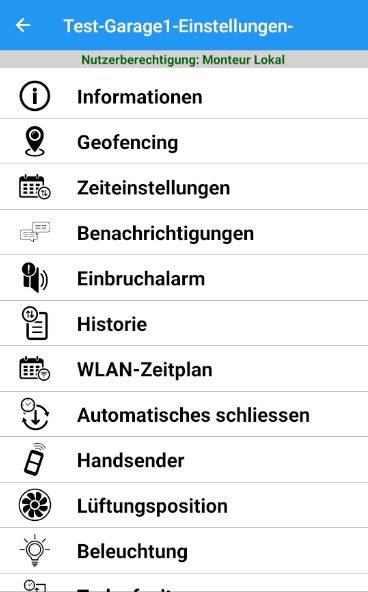 Test-Garage1-Einstellungen-
Nutzerberechtigung: Monteur Lokal
Informationen
Geofencing
Zeiteinstellungen
Benachrichtigungen
Einbruchalarm
Historie
WLAN-Zeitplan
Automatisches schliessen
Handsender
Lüftungsposition
Beleuchtung